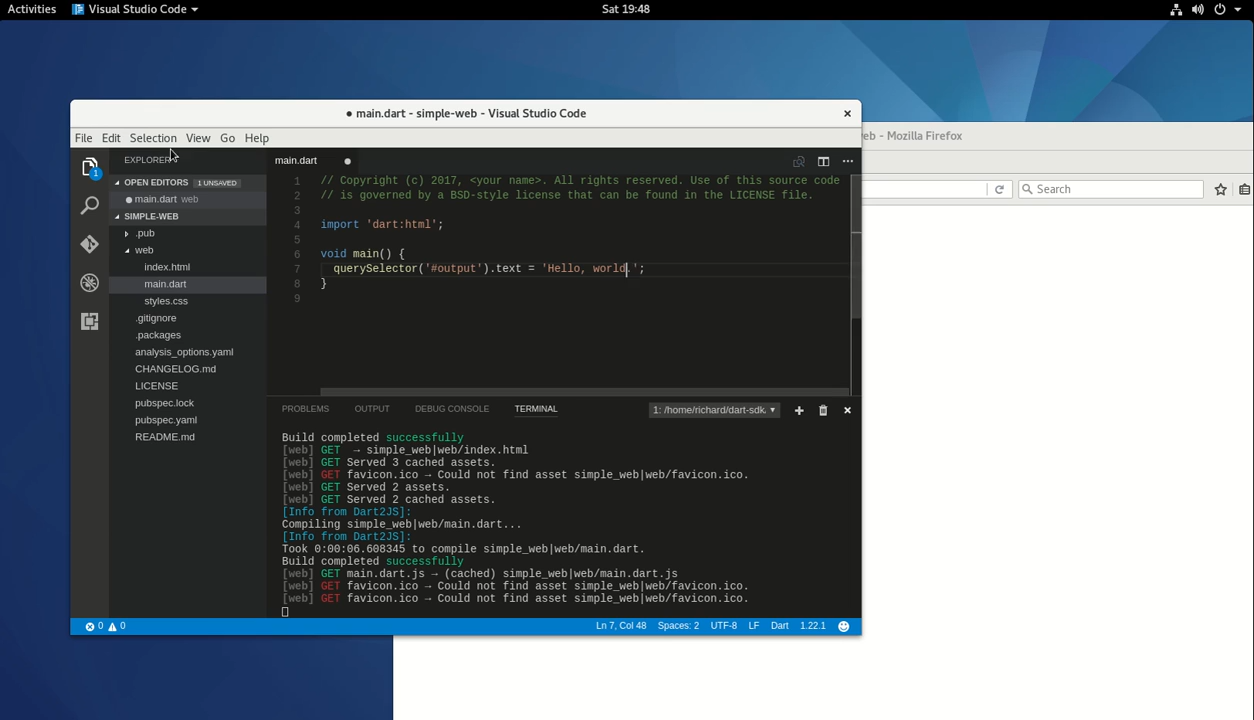 Activities Visual Studio Code Sat 19:48
● main.dart - simple-web - Visual Studio Code
eb - Mozilla Firefox
File Edit Selection View Go Help
EXPLORER
main.dart
1
OPEN EDITORS 1 UNSAVED
main.dart web
SIMPLE-WEB
.pub
web
index.html
main.dart
styles.css
.gitignore
.packages
analysis_options.yaml
CHANGELOG.md
LICENSE
pubspec.lock
pubspec.yaml
README.md
Search
1 // Copyright (c) 2017, <your name>. All rights reserved. Use of this source code
2 // is governed by a BSD-style license that can be found in the LICENSE file.
3
4 import 'dart:html';
5
6 void main() {
7 querySelector('#output').text = 'Hello, world.';
8 }
9
PROBLEMS OUTPUT DEBUG CONSOLE TERMINAL 1: /home/richard/dart-sdk
Build completed successfully
[web] GET → simple_web|web/index.html
[web] GET Served 3 cached assets.
[web] GET favicon.ico → Could not find asset simple_web|web/favicon.ico.
[web] GET Served 2 assets.
[web] GET Served 2 cached assets.
[Info from Dart2JS]:
Compiling simple_web|web/main.dart...
[Info from Dart2JS]:
Took 0:00:06.608345 to compile simple_web|web/main.dart.
Build completed successfully
[web] GET main.dart.js → (cached) simple_web|web/main.dart.js
[web] GET favicon.ico → Could not find asset simple_web|web/favicon.ico.
[web] GET favicon.ico → Could not find asset simple_web|web/favicon.ico.
0 0 Ln 7, Col 48 Spaces: 2 UTF-8 LF Dart 1.22.1